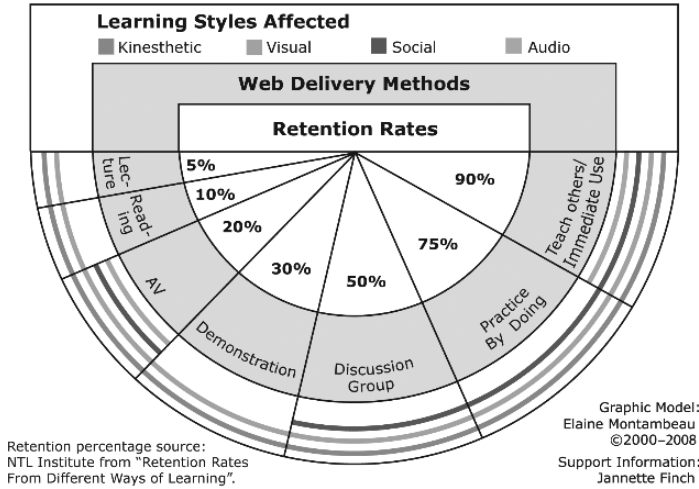 Learning Styles Affected
Kinesthetic Visual Social Audio
Web Delivery Methods
Retention Rates
5%
10%
20%
30%
50%
75%
90%
Lec-
ture
Read-
ing
AV
Demonstration
Discussion
Group
Practice
By Doing
Teach others/
Immediate Use
Retention percentage source:
NTL Institute from “Retention Rates
From Different Ways of Learning”.
Graphic Model:
Elaine Montambeau
©2000–2008
Support Information:
Jannette Finch